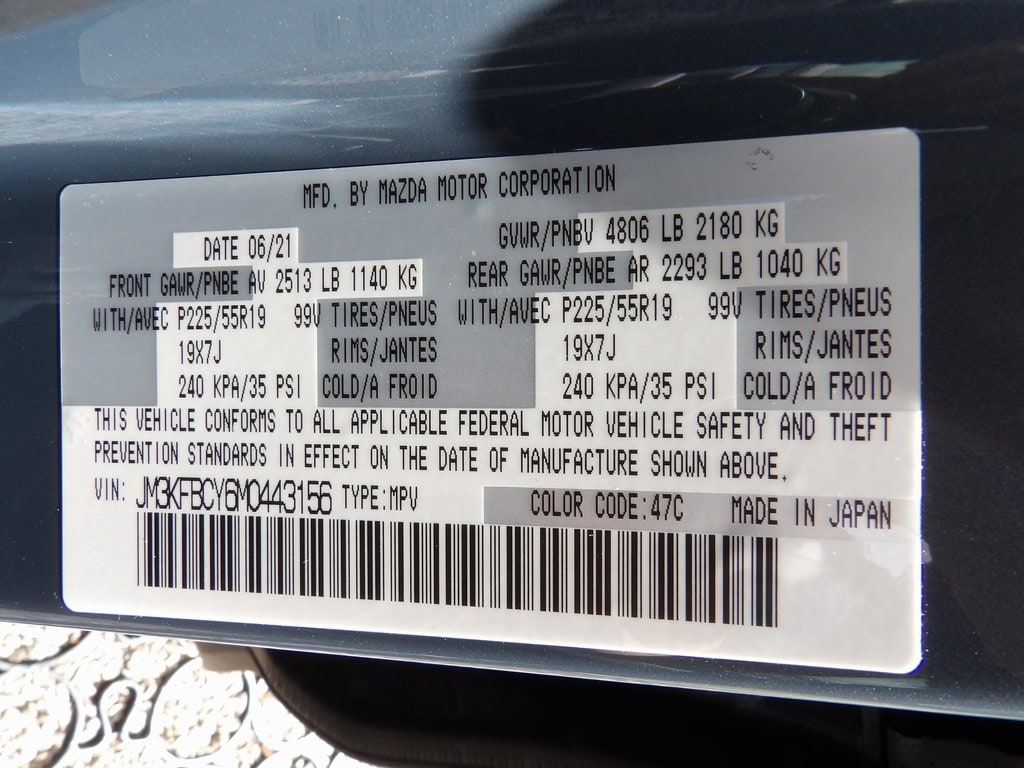 MFD. BY MAZDA MOTOR CORPORATION
DATE 06/21 GVWR/PNBV 4806 LB 2180 KG
FRONT GAWR/PNBE AV 2513 LB 1140 KG REAR GAWR/PNBE AR 2293 LB 1040 KG
WITH/AVEC P225/55R19 99V TIRES/PNEUS WITH/AVEC P225/55R19 99V TIRES/PNEUS
19X7J RIMS/JANTES 19X7J RIMS/JANTES
240 KPA/35 PSI COLD/A FROID 240 KPA/35 PSI COLD/A FROID
THIS VEHICLE CONFORMS TO ALL APPLICABLE FEDERAL MOTOR VEHICLE SAFETY AND THEFT
PREVENTION STANDARDS IN EFFECT ON THE DATE OF MANUFACTURE SHOWN ABOVE.
VIN: JM3KFBCY6M0443156 TYPE:MPV COLOR CODE:47C MADE IN JAPAN